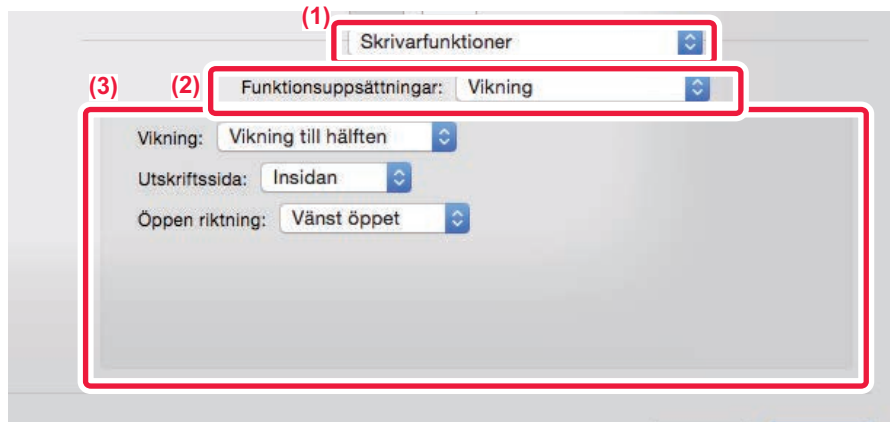 (1)
Skrivarfunktioner
(3) (2) Funktionsuppsättningar: Vikning
Vikning: Vikning till hälften
Utskriftssida: Insidan
Öppen riktning: Vänst öppet